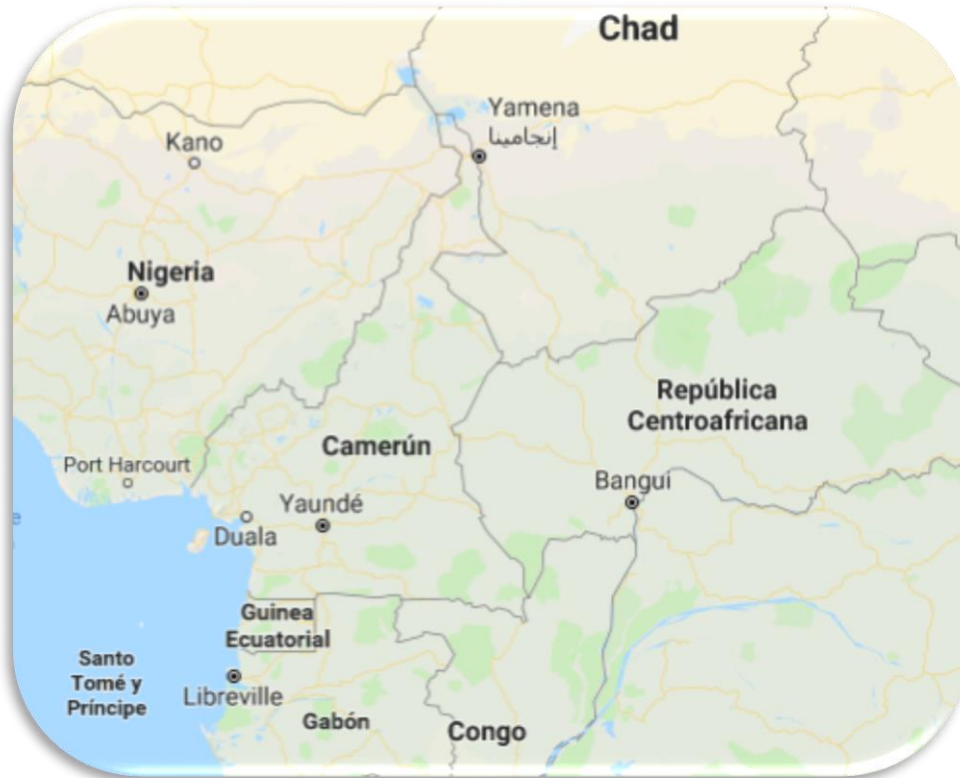 Chad
Yamena
إنجامينا
Kano
Nigeria
Abuya
República
Centroafricana
Camerún
Port Harcourt
Bangui
Yaundé
Duala
Guinea
Ecuatorial
Santo
Tomé y
Príncipe
Libreville
Gabón
Congo